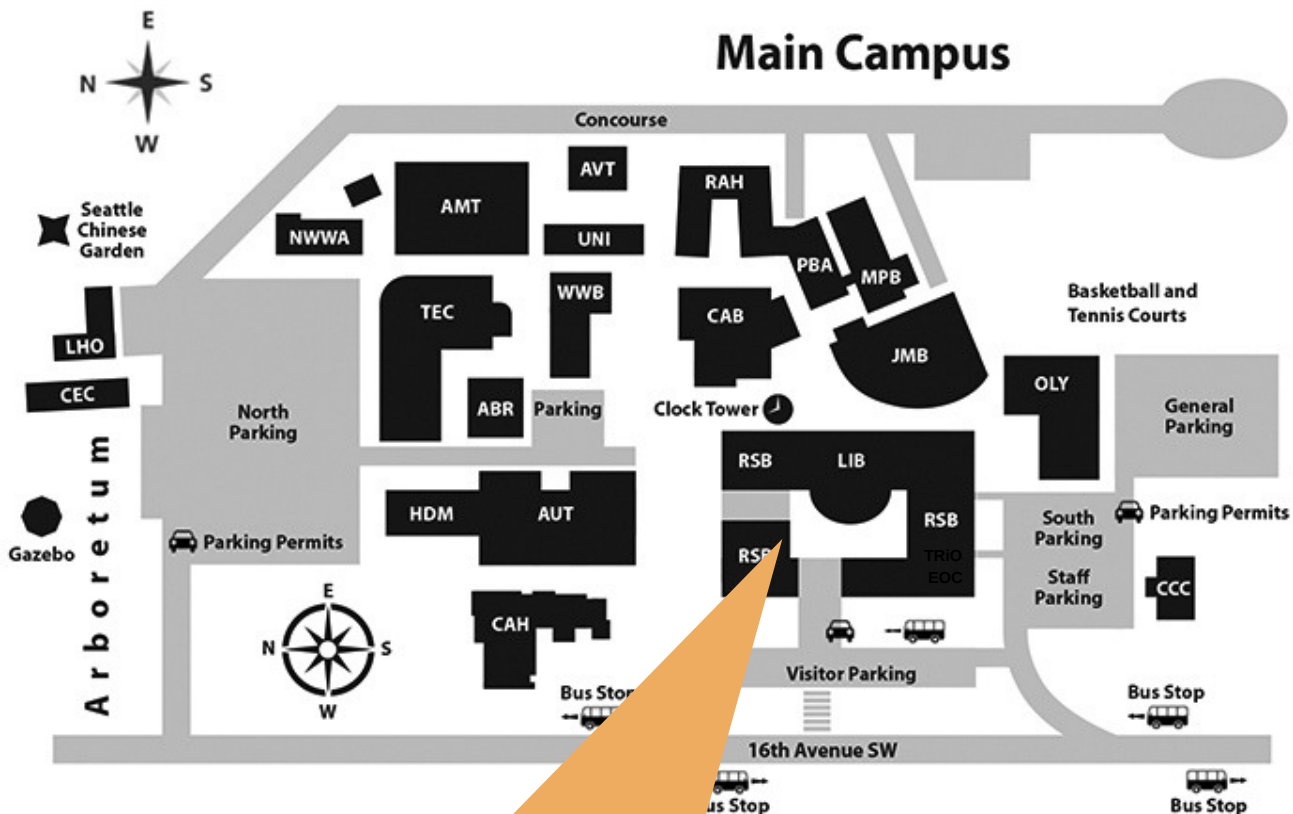 E
Main Campus
N
S
W
Concourse
AVT
RAH
AMT
Seattle
Chinese
Garden
NWWA
UNI
PBA
MPB
WWB
TEC
CAB
Basketball and
Tennis Courts
LHO
JMB
CEC
OLY
ABR
Parking
Clock Tower
North
Parking
General
Parking
RSB
LIB
HDM
AUT
RSB
South
Parking
Parking Permits
Gazebo
Parking Permits
Arboretum
RSB
TRiO
EOC
Staff
Parking
CCC
E
N
S
W
CAH
Visitor Parking
Bus Stop
Bus Stop
16th Avenue SW
Bus Stop
Bus Stop